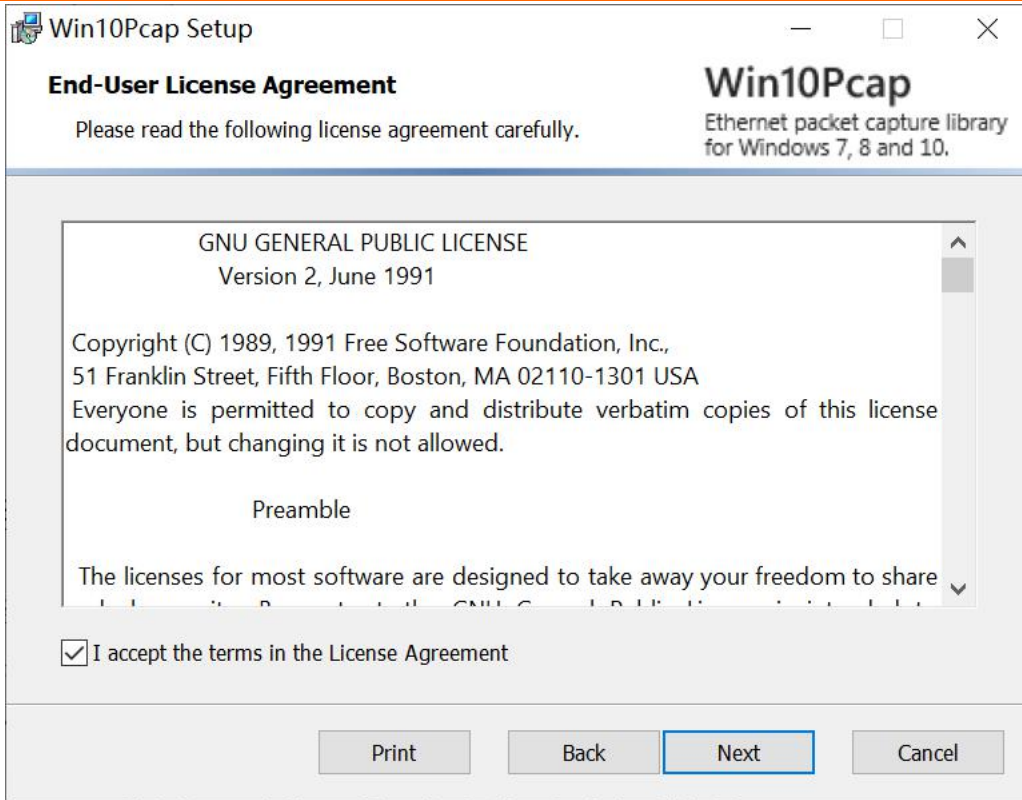 Win10Pcap Setup
End-User License Agreement
Please read the following license agreement carefully.
Win10Pcap
Ethernet packet capture library
for Windows 7, 8 and 10.
GNU GENERAL PUBLIC LICENSE
Version 2, June 1991
Copyright (C) 1989, 1991 Free Software Foundation, Inc.,
51 Franklin Street, Fifth Floor, Boston, MA 02110-1301 USA
Everyone is permitted to copy and distribute verbatim copies of this license
document, but changing it is not allowed.
Preamble
The licenses for most software are designed to take away your freedom to share
I accept the terms in the License Agreement
Print
Back
Next
Cancel